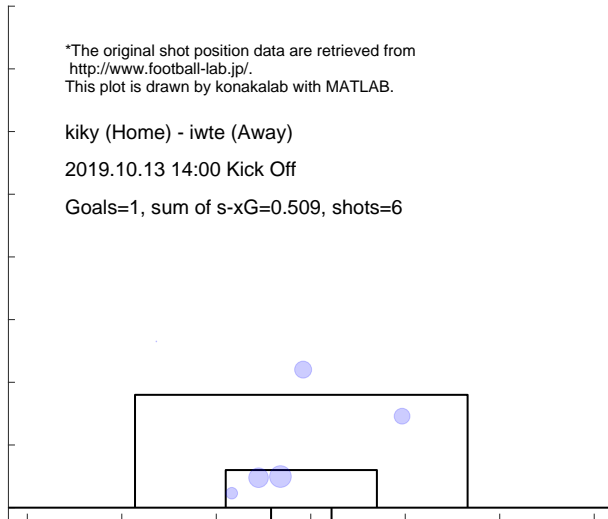 *The original shot position data are retrieved from
http://www.football-lab.jp/.
This plot is drawn by konakalab with MATLAB.
kiky (Home) - iwte (Away)
2019.10.13 14:00 Kick Off
Goals=1, sum of s-xG=0.509, shots=6